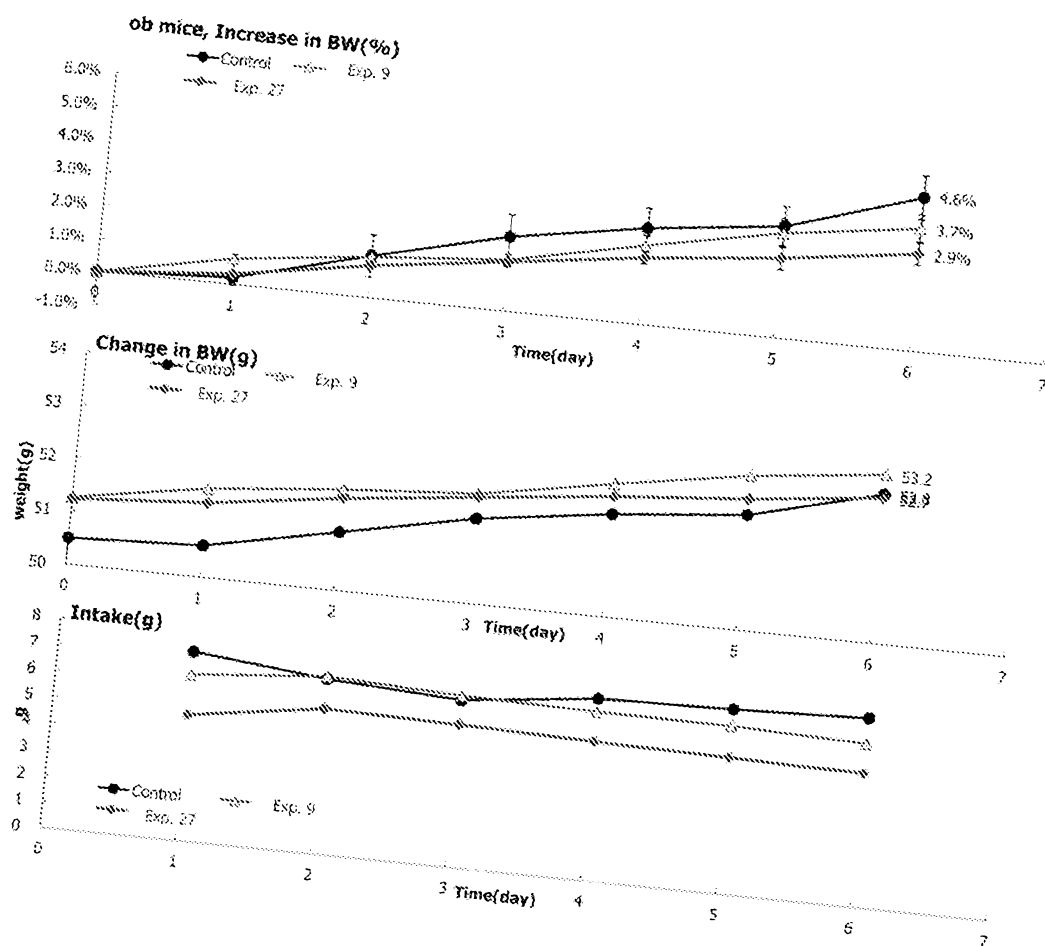 ob mice, Increase in BW(%)
Control Exp. 9
Exp. 27
6.0%
5.0%
4.0%
3.0%
2.0%
1.0%
0.0%
-1.0%
4.6%
3.7%
2.9%
0 1 2 3 4 5 6 7
Time(day)
Change in BW(g)
Control Exp. 9
Exp. 27
54
53
52
51
50
weight(g)
53.2
52.7
0 1 2 3 4 5 6 7
Time(day)
Intake(g)
8
7
6
5
4
3
2
1
0
g
Control Exp. 9
Exp. 27
0 1 2 3 4 5 6 7
Time(day)